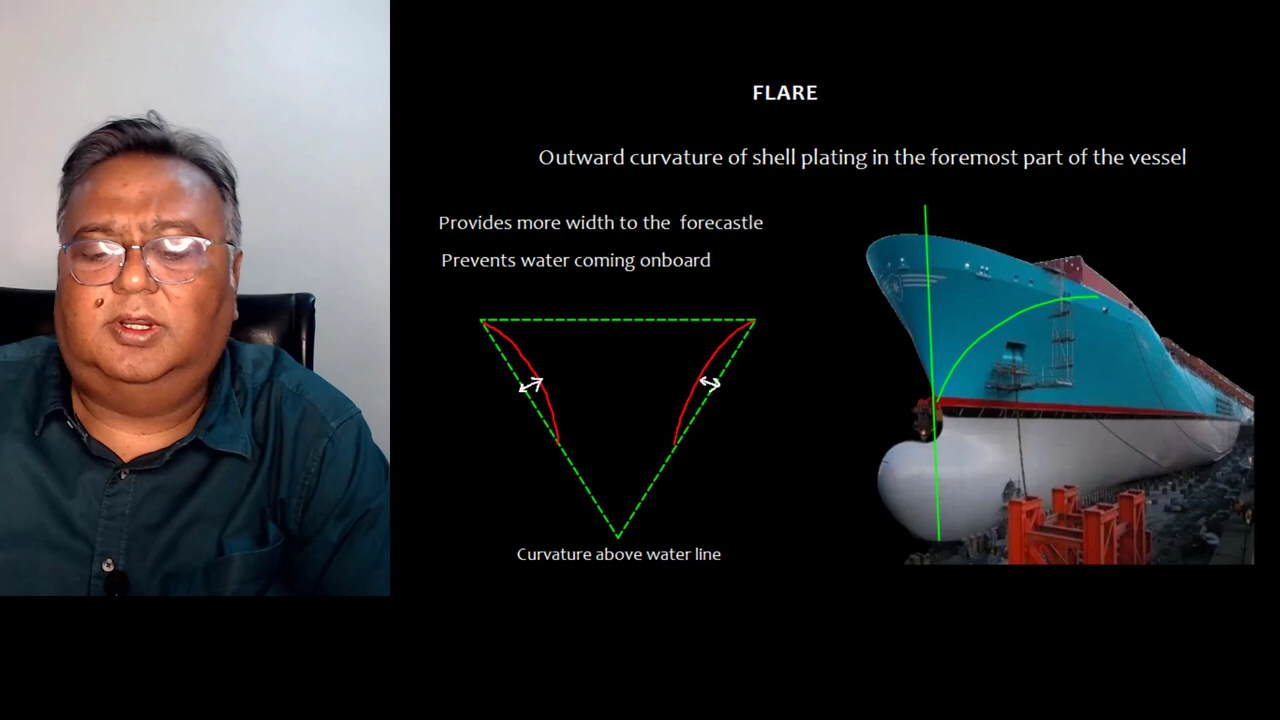 FLARE
Outward curvature of shell plating in the foremost part of the vessel
Provides more width to the forecastle
Prevents water coming onboard
Curvature above water line